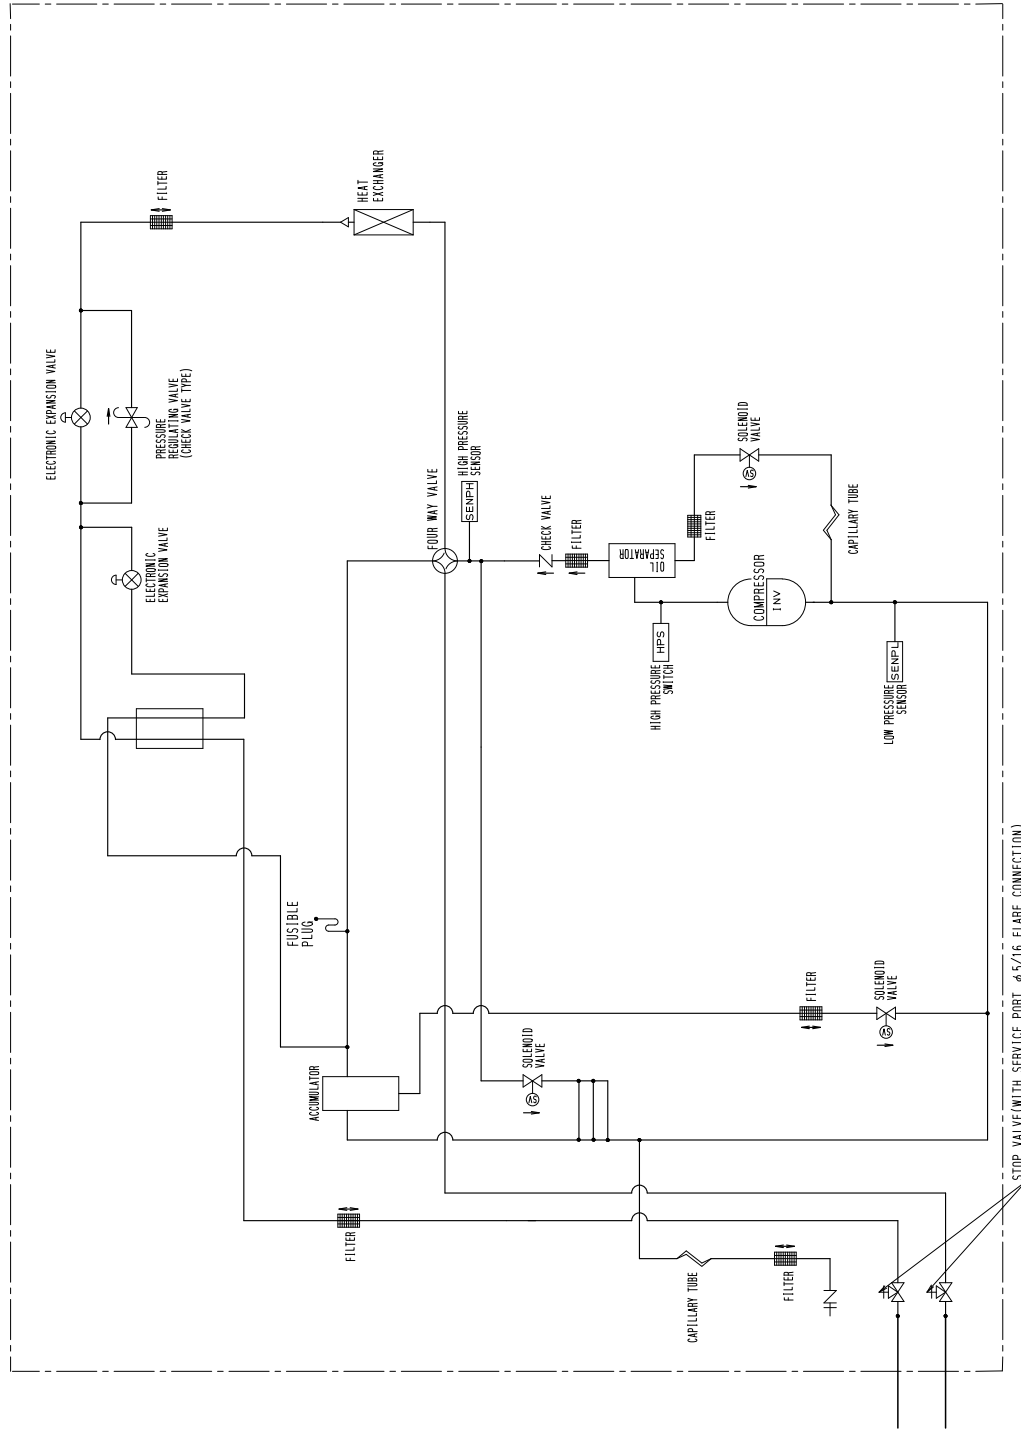 FILTER
HEAT
EXCHANGER
ELECTRONIC EXPANSION VALVE
PRESSURE
REGULATING VALVE
(CHECK VALVE TYPE)
ELECTRONIC
EXPANSION VALVE
FOUR WAY VALVE
HIGH PRESSURE
SENSOR
SENPH
CHECK VALVE
FILTER
OIL
SEPARATOR
FILTER
SOLENOID
VALVE
SV
CAPILLARY TUBE
COMPRESSOR
INV
HPS
HIGH PRESSURE
SWITCH
SENPL
LOW PRESSURE
SENSOR
FUSIBLE
PLUG
ACCUMULATOR
SOLENOID
VALVE
SV
FILTER
SOLENOID
VALVE
SV
FILTER
CAPILLARY TUBE
FILTER
STOP VALVE(WITH SERVICE PORT φ5/16 FLARE CONNECTION)